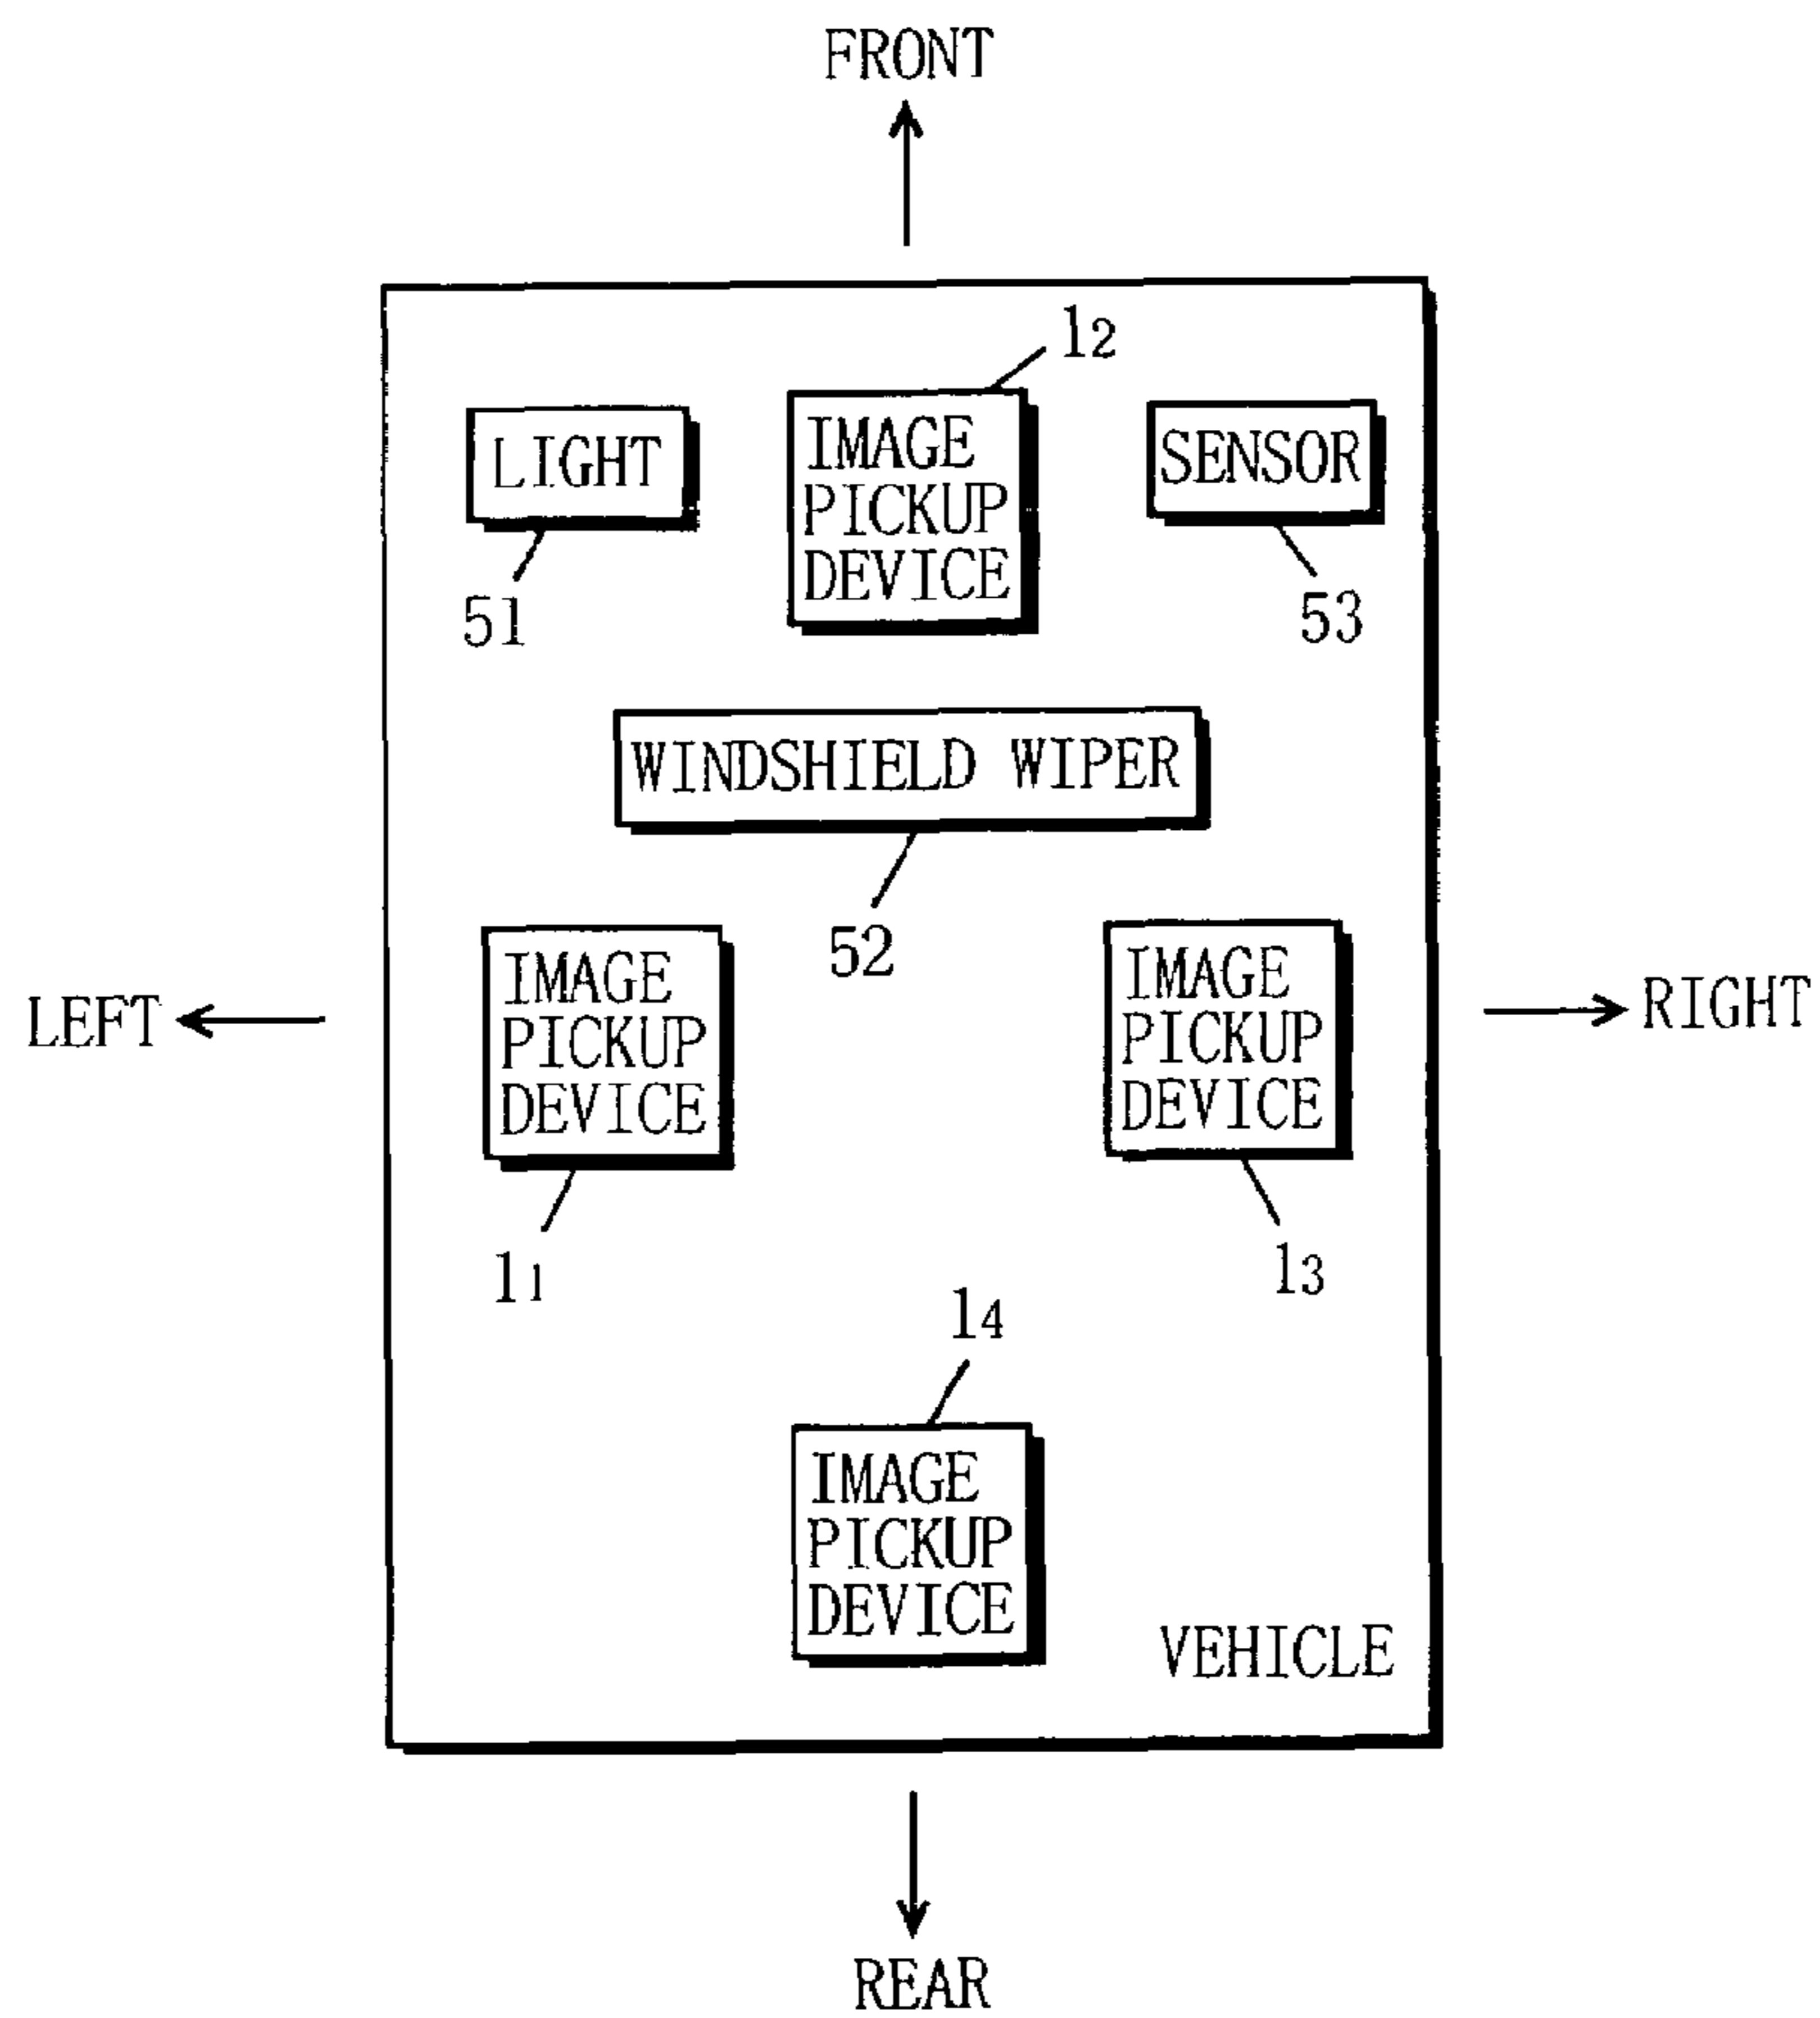 FRONT
12
LIGHT
IMAGE
PICKUP
DEVICE
SENSOR
51
53
WINDSHIELD WIPER
52
LEFT
IMAGE
PICKUP
DEVICE
IMAGE
PICKUP
DEVICE
RIGHT
11
13
14
IMAGE
PICKUP
DEVICE
VEHICLE
REAR